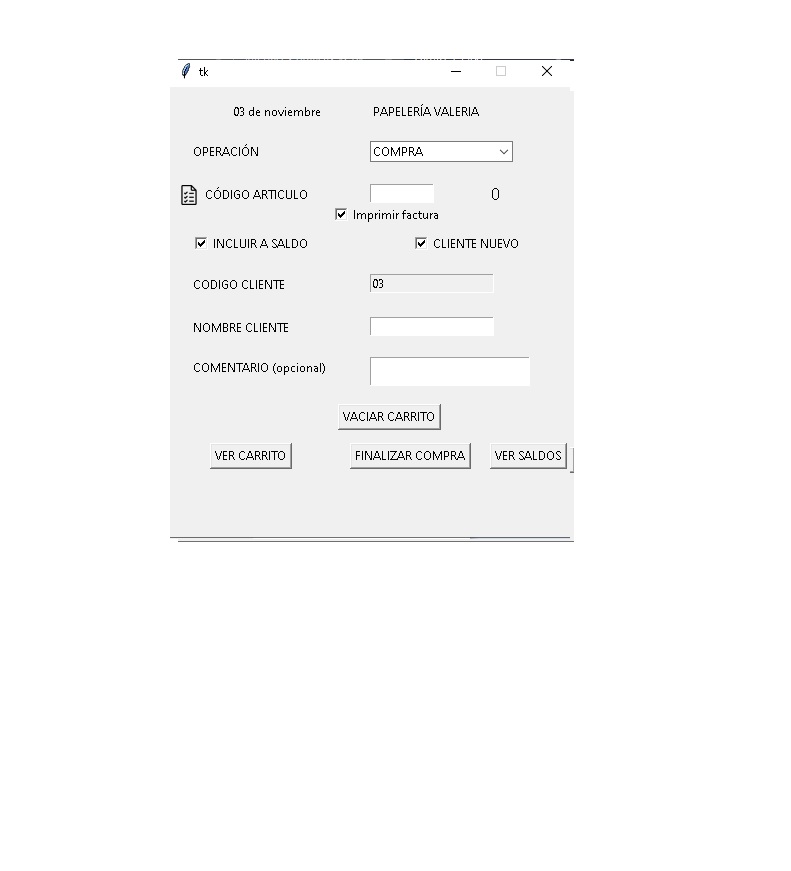 tk
03 de noviembre PAPELERÍA VALERIA
OPERACIÓN COMPRA
CÓDIGO ARTICULO 0
Imprimir factura
INCLUIR A SALDO CLIENTE NUEVO
CODIGO CLIENTE 03
NOMBRE CLIENTE
COMENTARIO (opcional)
VACIAR CARRITO
VER CARRITO FINALIZAR COMPRA VER SALDOS